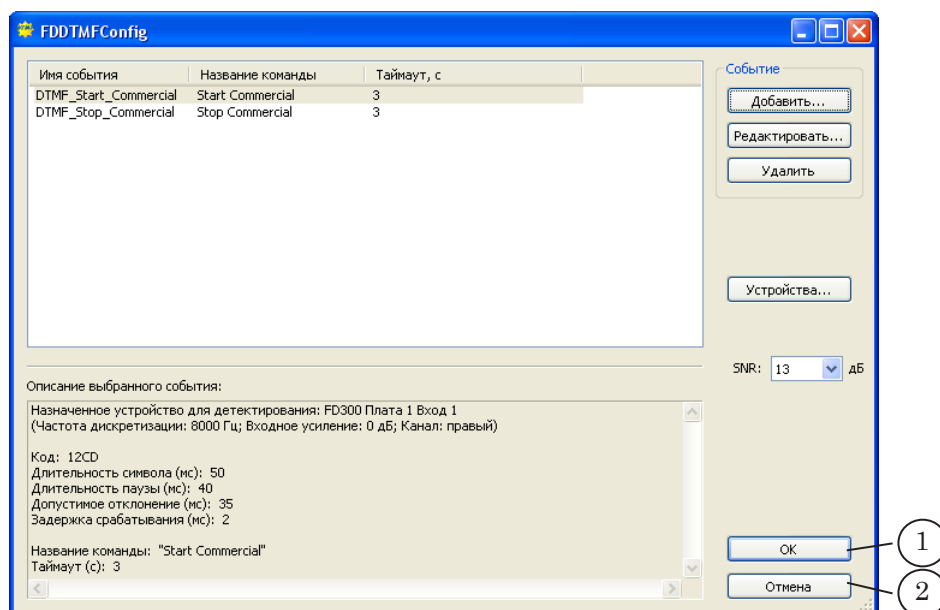 FDDTMFConfig
Имя события Название команды Таймаут, с
DTMF_Start_Commercial Start Commercial 3
DTMF_Stop_Commercial Stop Commercial 3
Событие
Добавить...
Редактировать...
Удалить
Устройства...
SNR: 13 дБ
Описание выбранного события:
Назначенное устройство для детектирования: FD300 Плата 1 Вход 1
(Частота дискретизации: 8000 Гц; Входное усиление: 0 дБ; Канал: правый)
Код: 12CD
Длительность символа (мс): 50
Длительность паузы (мс): 40
Допустимое отклонение (мс): 35
Задержка срабатывания (мс): 2
Название команды: "Start Commercial"
Таймаут (с): 3
ОК
1
Отмена
2